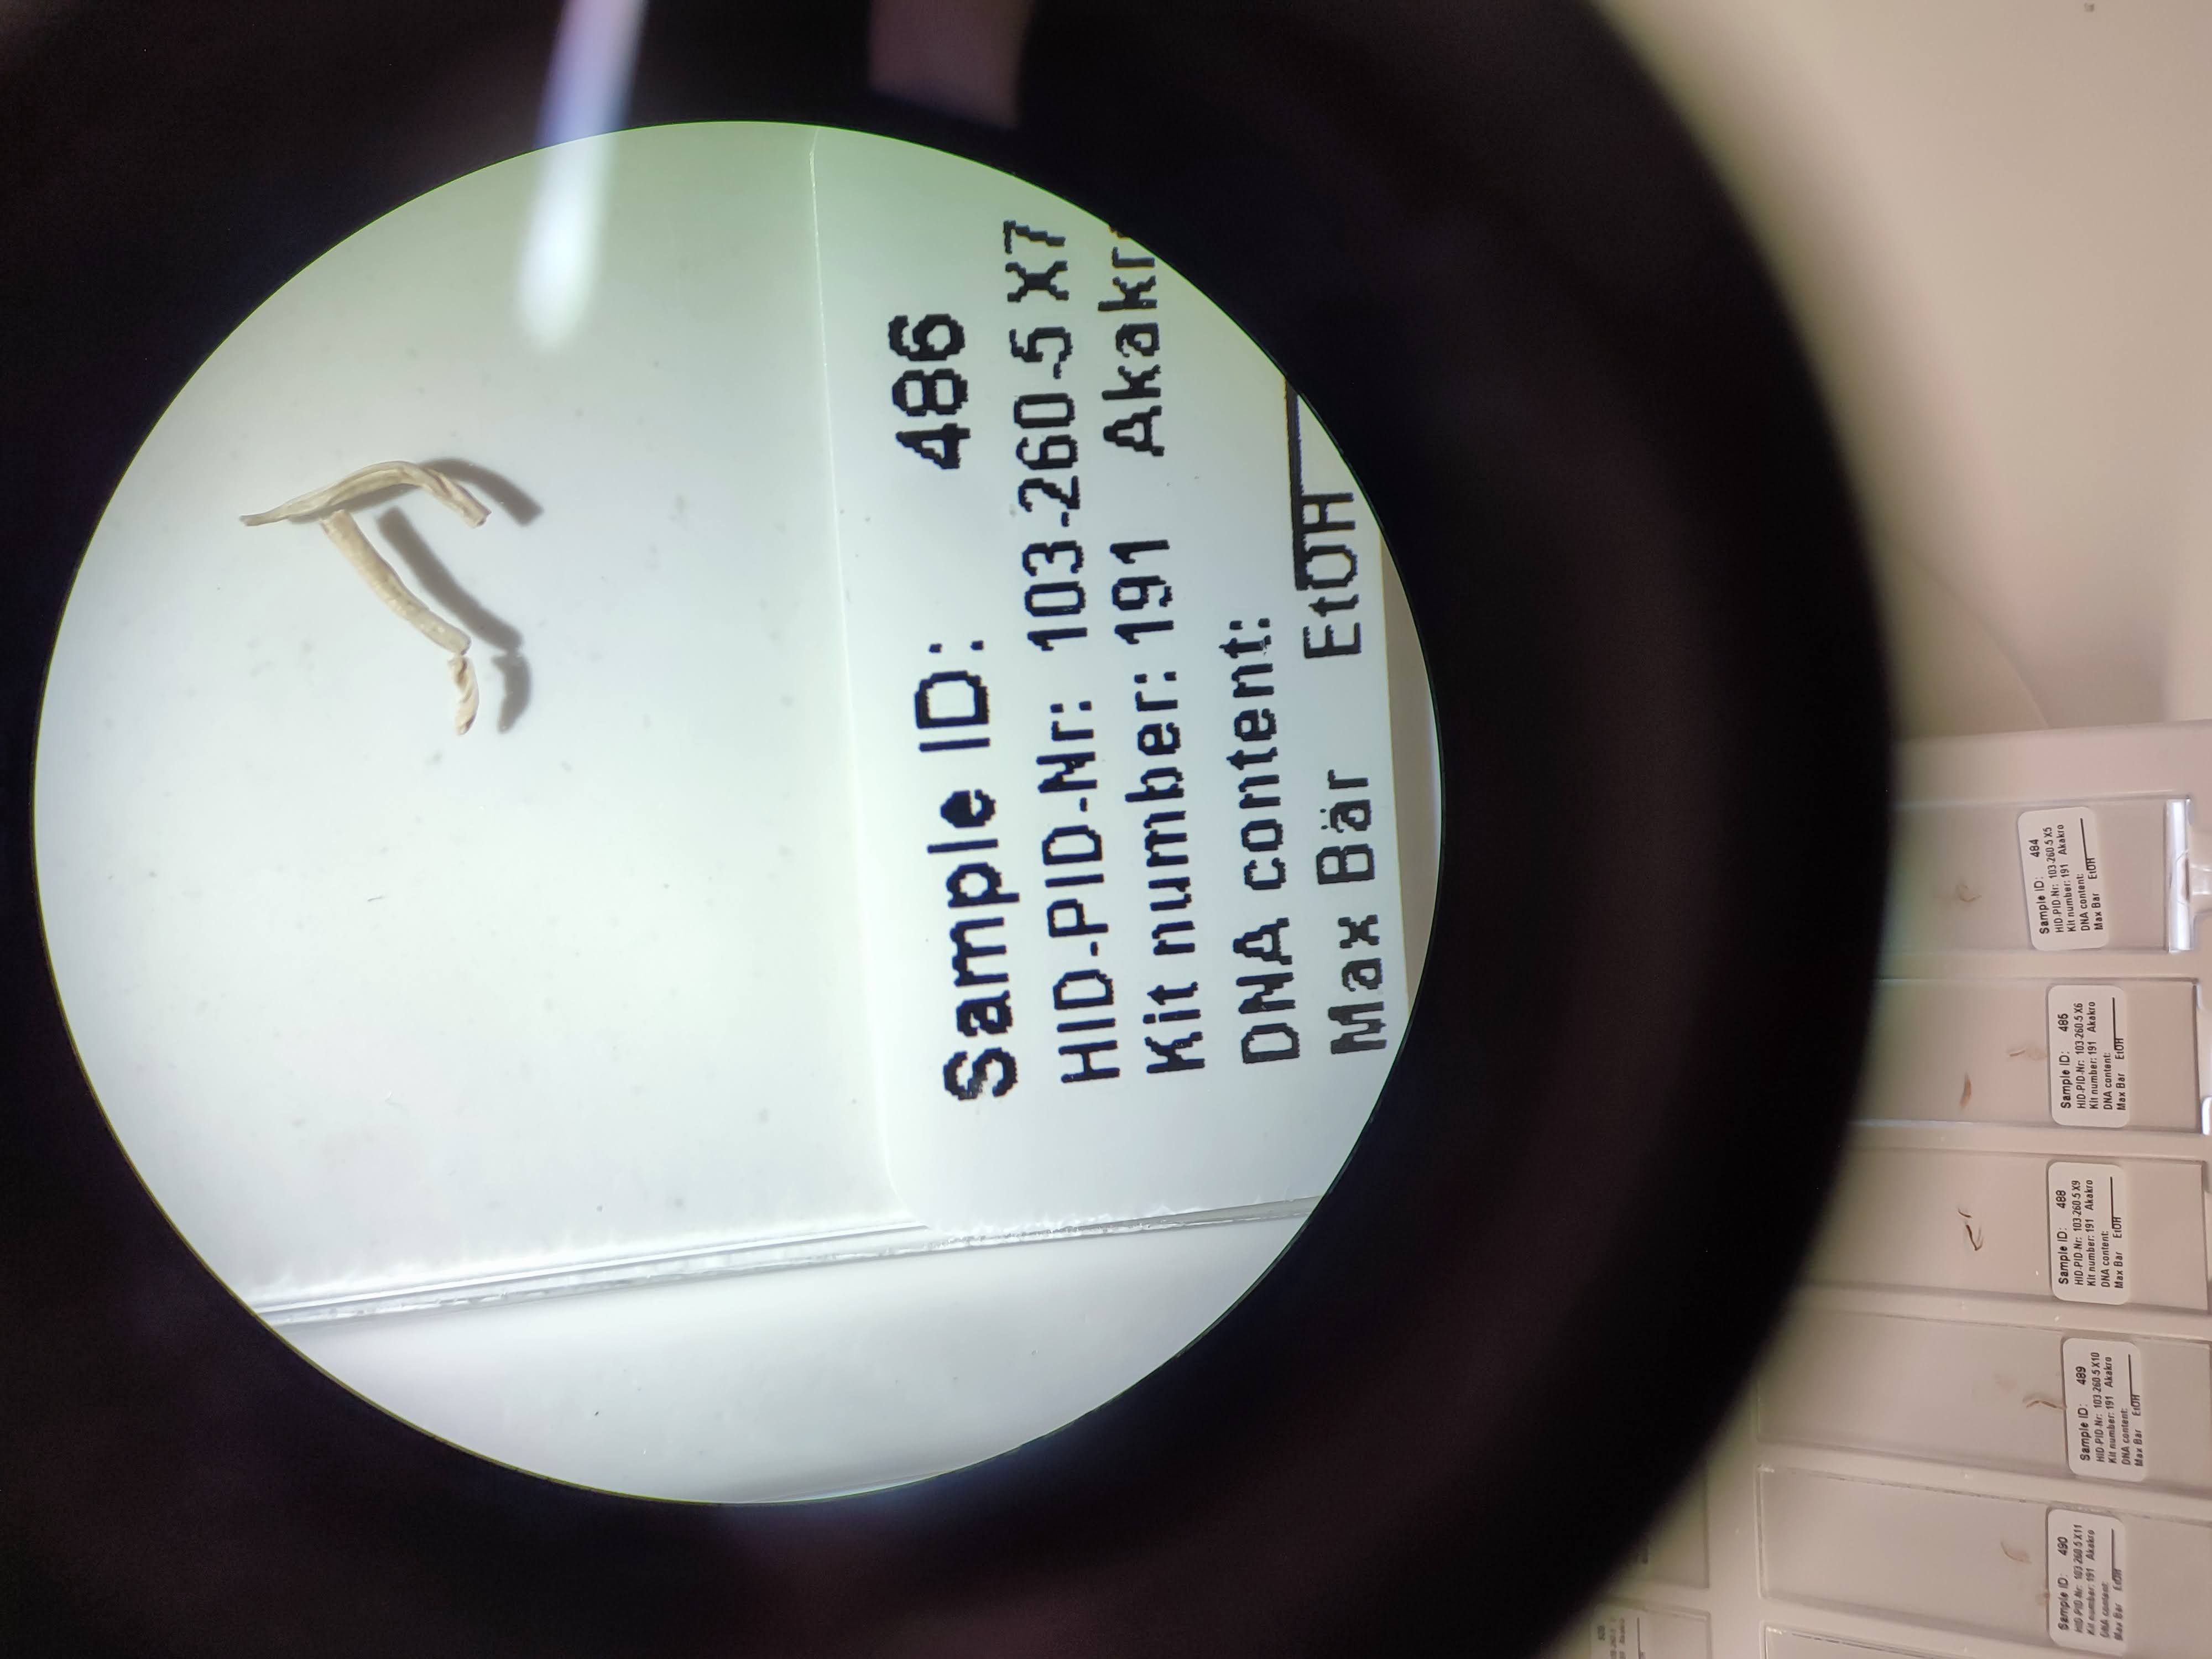 Sample ID: 486
HID-PID-Nr: 103-260-5 X7
Kit number: 191 Akakr
DNA content:
Max Bär EtOH
Sample ID: 490
HID-PID-Nr: 103-260-5 X11
Kit number: 191 Akakro
DNA content:
Max Bär EtOH
Sample ID: 489
HID-PID-Nr: 103-260-5 X10
Kit number: 191 Akakro
DNA content:
Max Bär EtOH
Sample ID: 488
HID-PID-Nr: 103-260-5 X9
Kit number: 191 Akakro
DNA content:
Max Bär EtOH
Sample ID: 485
HID-PID-Nr: 103-260-5 X6
Kit number: 191 Akakro
DNA content:
Max Bär EtOH
Sample ID: 484
HID-PID-Nr: 103-260-5 X5
Kit number: 191 Akakro
DNA content:
Max Bär EtOH